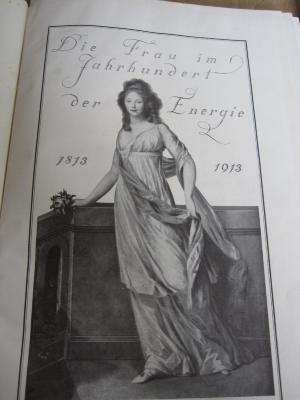 Die Frau im
Jahrhundert
der Energie
1813 1913